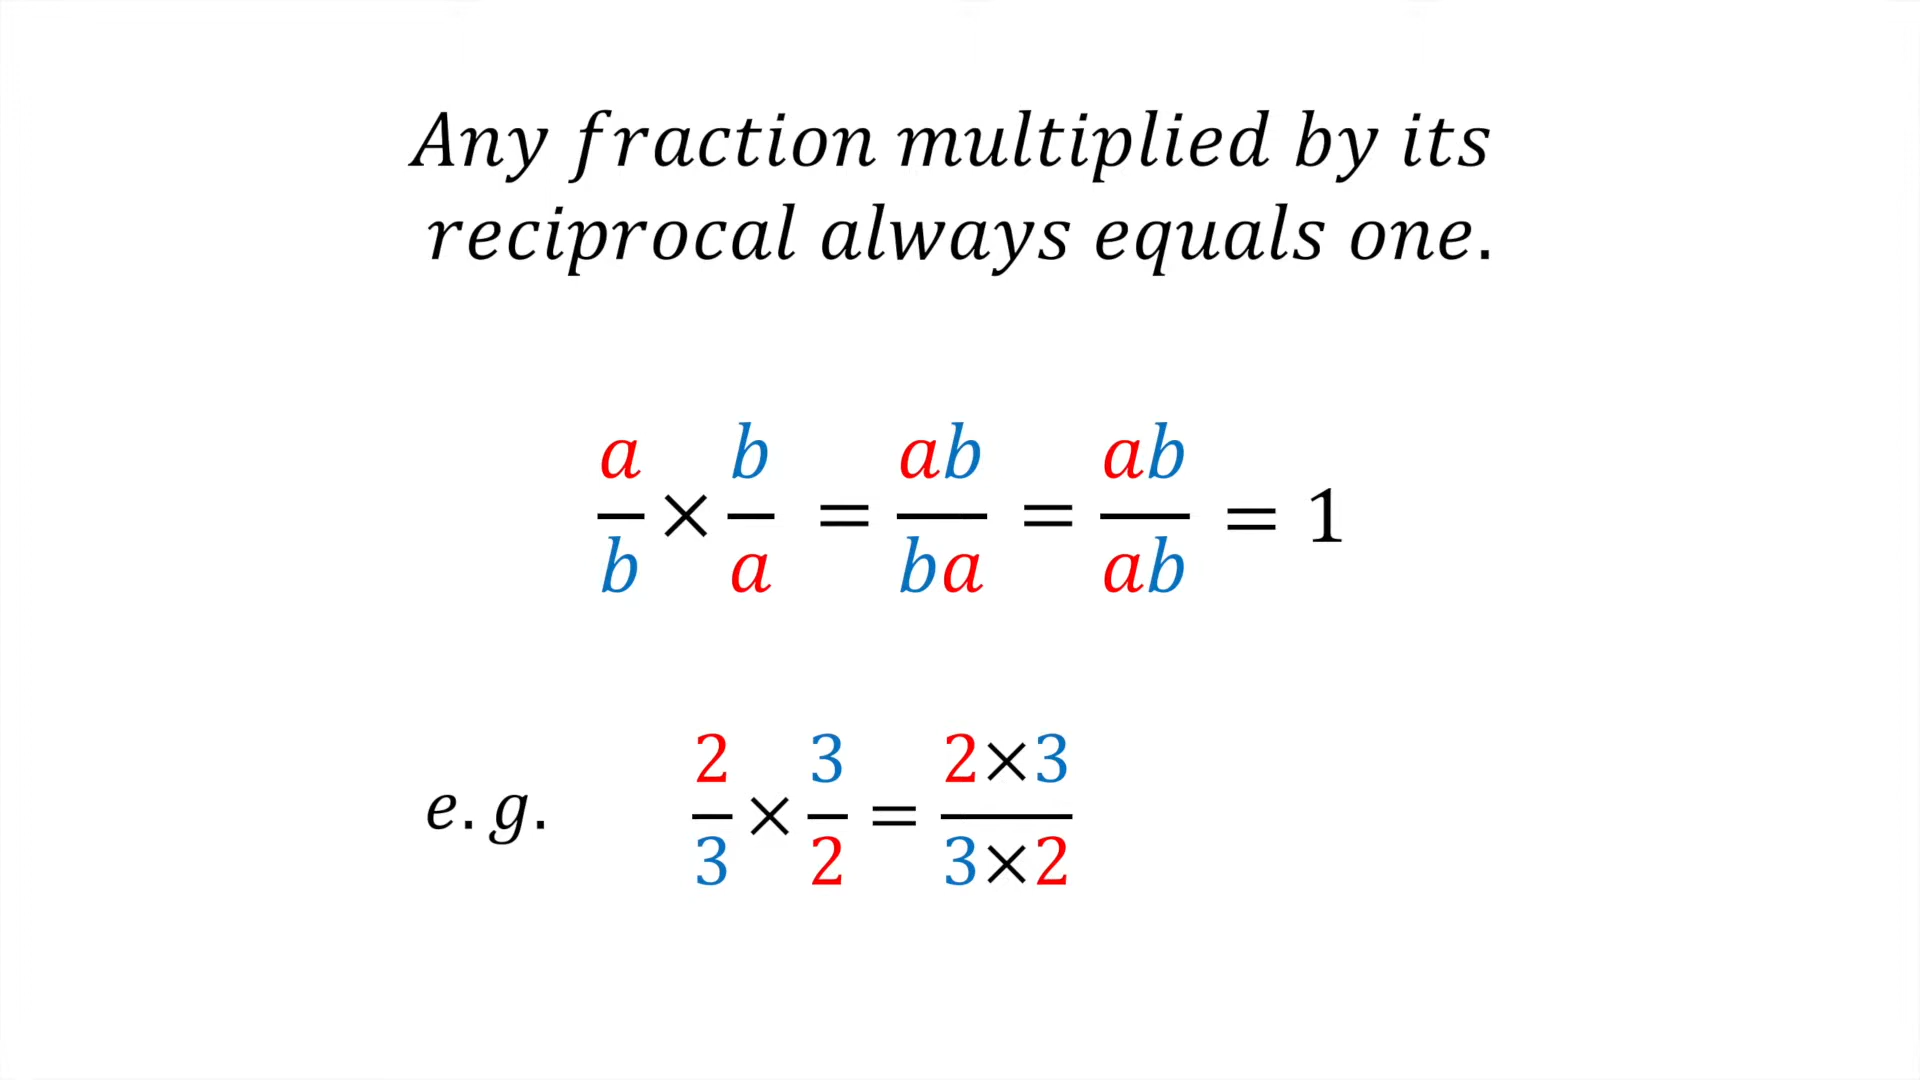 Any fraction multiplied by its
reciprocal always equals one.
a/b × b/a = ab/ba = ab/ab = 1
e.g. 2/3 × 3/2 = 2×3/3×2